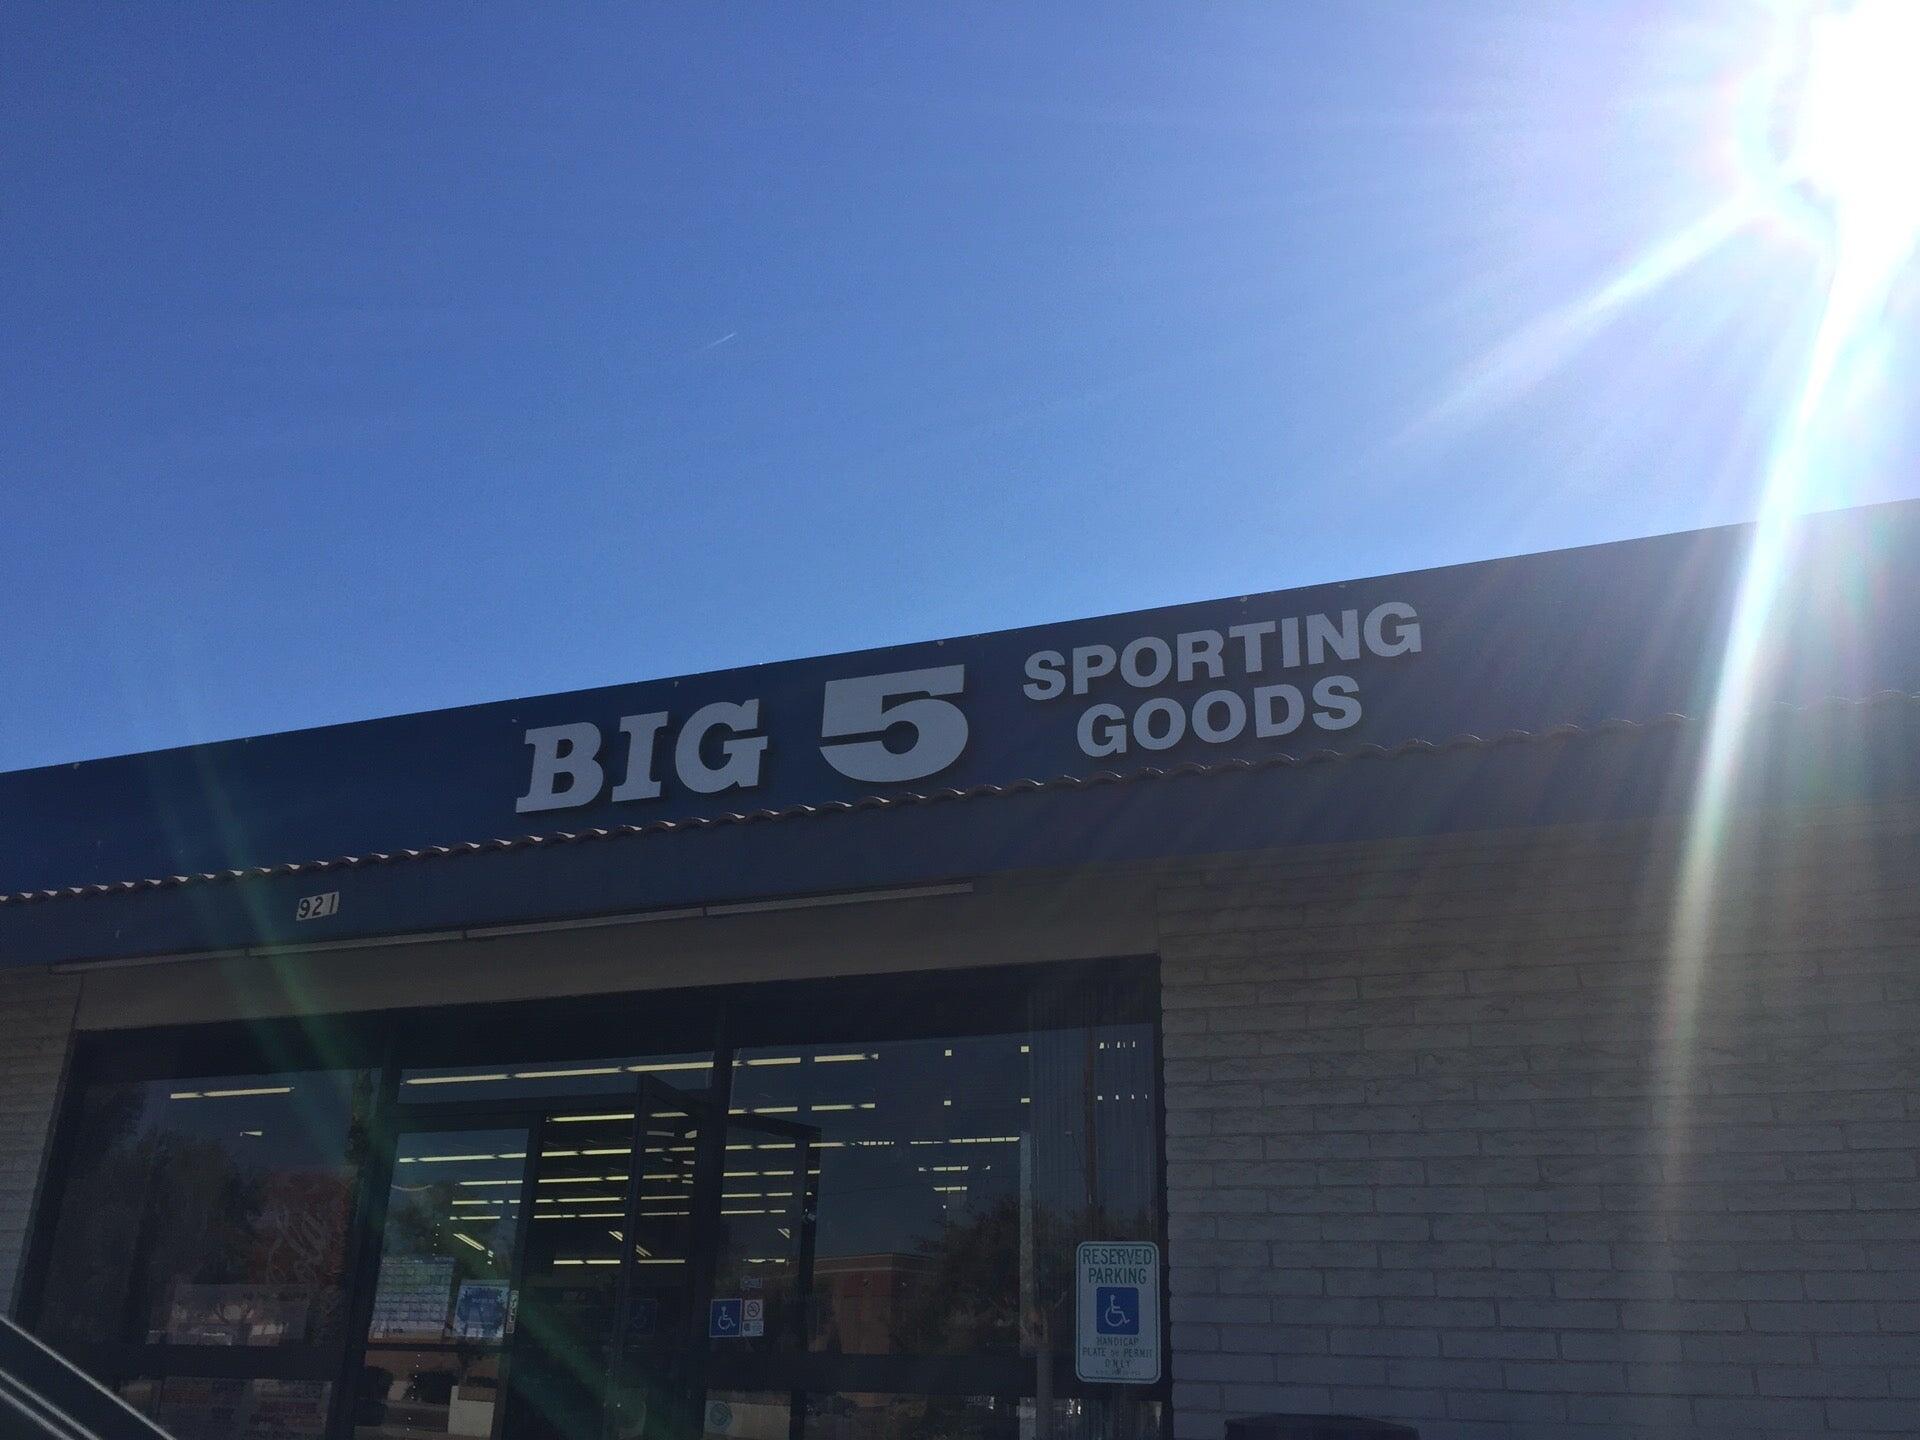 BIG 5 SPORTING
GOODS
921
RESERVED
PARKING
HANDICAP
PLATE or PERMIT
ONLY